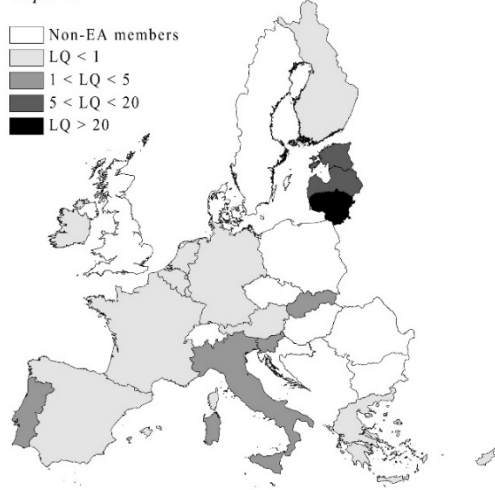 Non-EA members
LQ < 1
1 < LQ < 5
5 < LQ < 20
LQ > 20